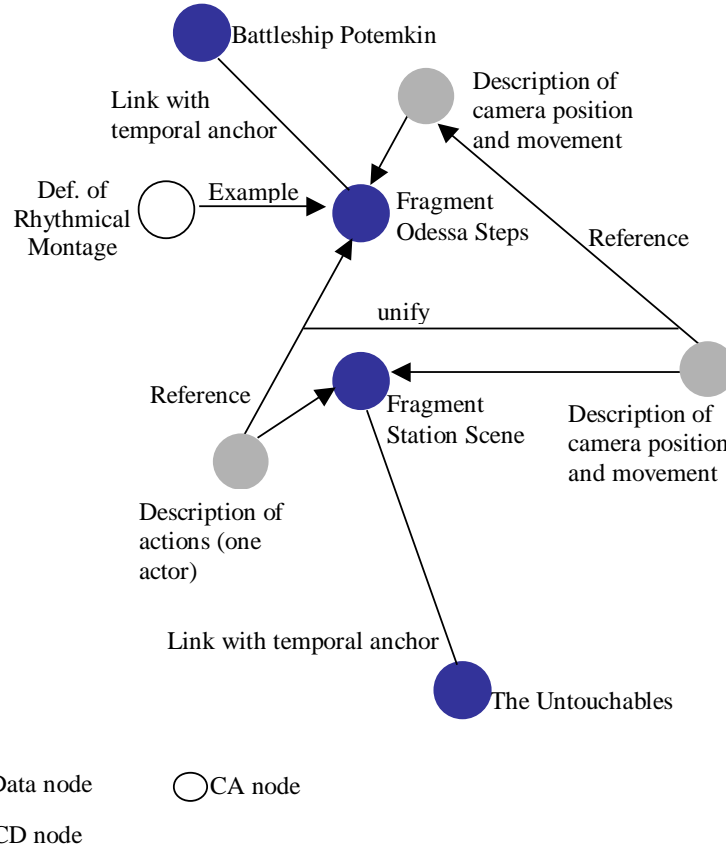 Battleship Potemkin
Description of
camera position
and movement
Link with
temporal anchor
Def. of
Rhythmical
Montage
Example
Fragment
Odessa Steps
Reference
unify
Reference
Fragment
Station Scene
Description of
camera position
and movement
Description of
actions (one
actor)
Link with temporal anchor
The Untouchables
Data node
CA node
CD node